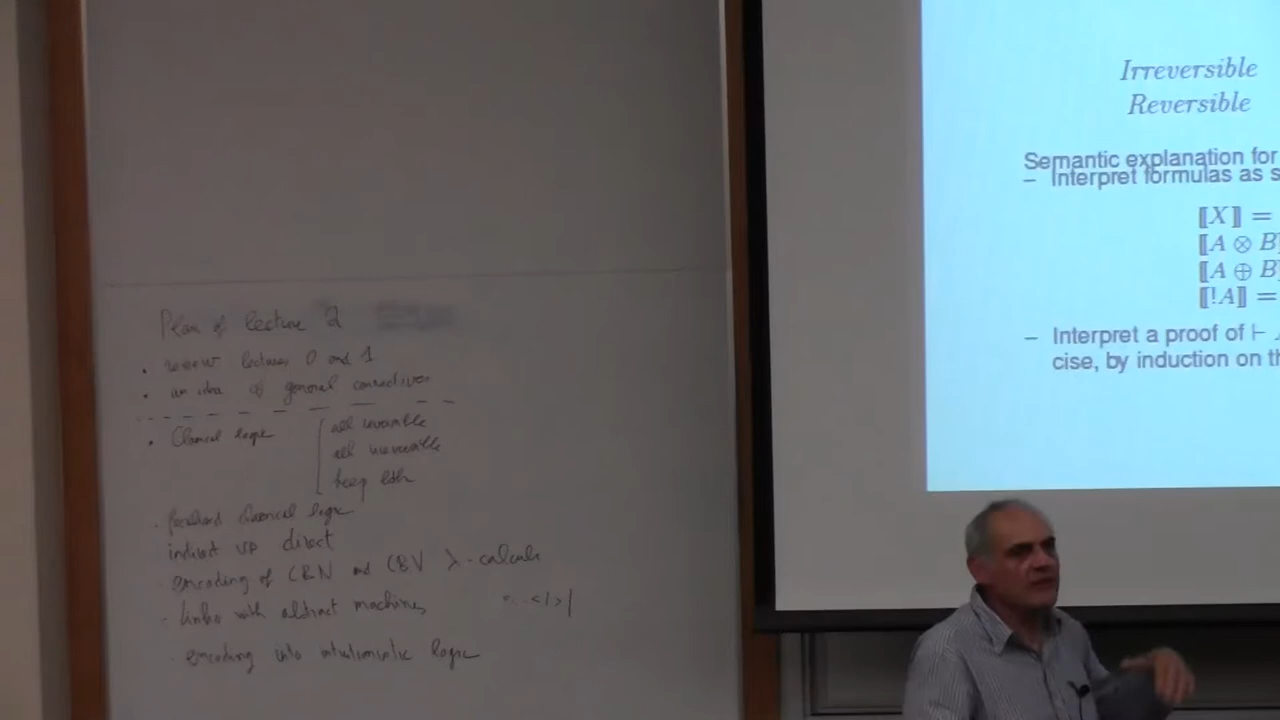 Plan of lecture 2
• review lectures 0 and 1
• an idea of general connectives
• Classical logic
all reversible
all irreversible
keep both
· focalised classical logic
indirect vs direct
· encoding of CBN and CBV λ-calculi
· links with abstract machines
· encoding into intuitionistic logic
Irreversible
Reversible
Semantic explanation for
– Interpret formulas as s
⟦X⟧ =
⟦A ⊗ B⟧
⟦A ⊕ B⟧
⟦!A⟧ =
– Interpret a proof of ⊢
cise, by induction on th